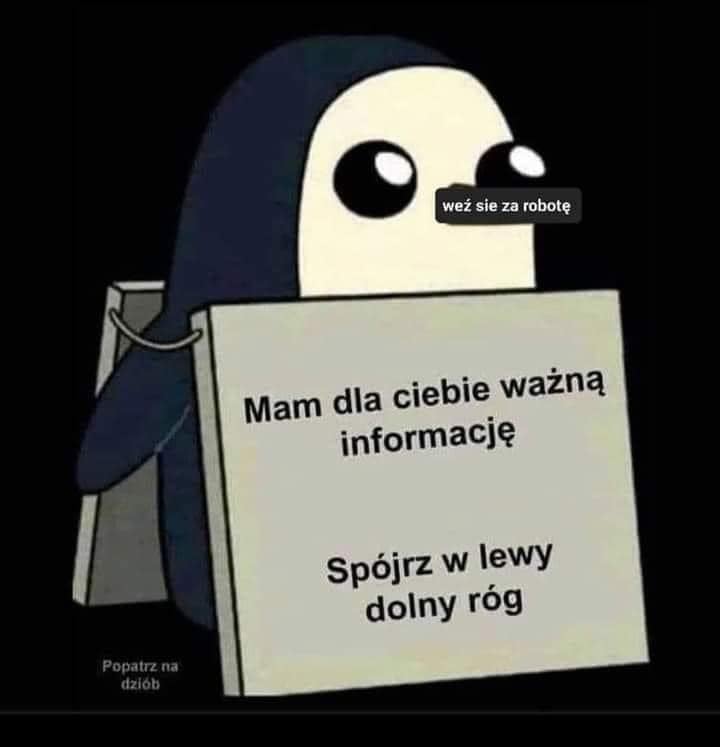 weź sie za robotę
Mam dla ciebie ważną
informację
Spójrz w lewy
dolny róg
Popatrz na
dziób